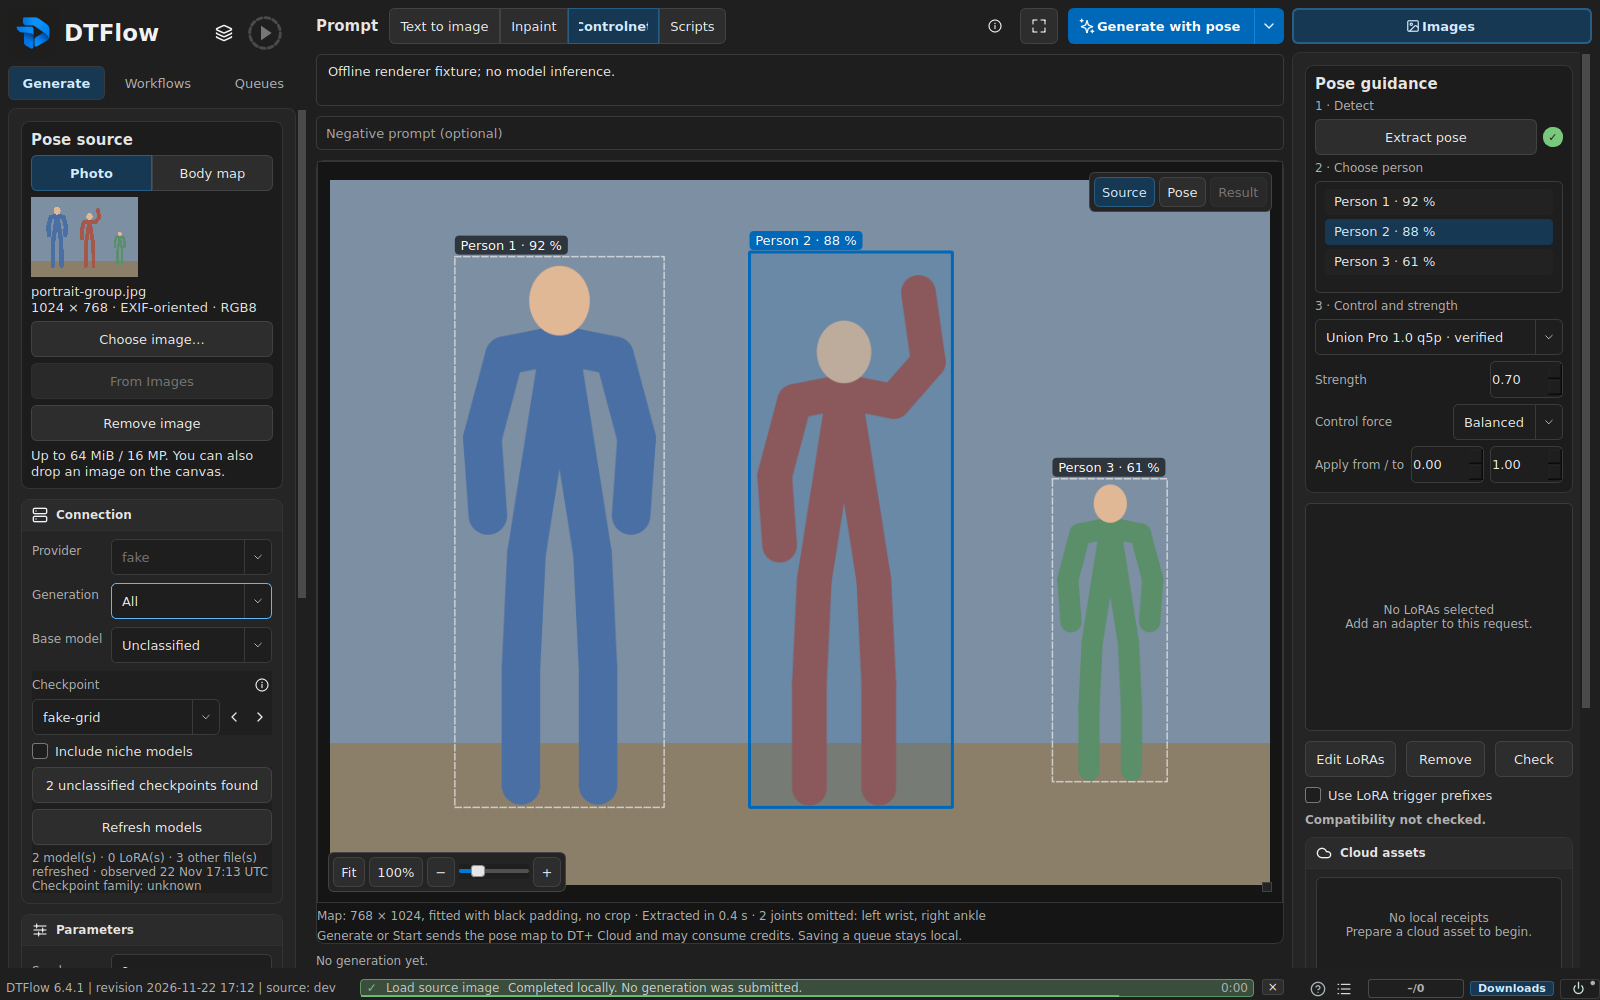 DTFlow
Generate
Workflows
Queues
Pose source
Photo
Body map
portrait-group.jpg
1024 × 768 · EXIF-oriented · RGB8
Choose image…
From Images
Remove image
Up to 64 MiB / 16 MP. You can also
drop an image on the canvas.
Connection
Provider
fake
Generation
All
Base model
Unclassified
Checkpoint
fake-grid
Include niche models
2 unclassified checkpoints found
Refresh models
2 model(s) · 0 LoRA(s) · 3 other file(s)
refreshed · observed 22 Nov 17:13 UTC
Checkpoint family: unknown
Parameters
Prompt
Text to image
Inpaint
Controlnet
Scripts
Generate with pose
Offline renderer fixture; no model inference.
Negative prompt (optional)
Source
Pose
Result
Person 1 · 92 %
Person 2 · 88 %
Person 3 · 61 %
Fit
100%
−
+
Map: 768 × 1024, fitted with black padding, no crop · Extracted in 0.4 s · 2 joints omitted: left wrist, right ankle
Generate or Start sends the pose map to DT+ Cloud and may consume credits. Saving a queue stays local.
No generation yet.
Images
Pose guidance
1 · Detect
Extract pose
2 · Choose person
Person 1 · 92 %
Person 2 · 88 %
Person 3 · 61 %
3 · Control and strength
Union Pro 1.0 q5p · verified
Strength
0.70
Control force
Balanced
Apply from / to
0.00
1.00
No LoRAs selected
Add an adapter to this request.
Edit LoRAs
Remove
Check
Use LoRA trigger prefixes
Compatibility not checked.
Cloud assets
No local receipts
Prepare a cloud asset to begin.
DTFlow 6.4.1 | revision 2026-11-22 17:12 | source: dev
✓ Load source image Completed locally. No generation was submitted.
0:00
–/0
Downloads